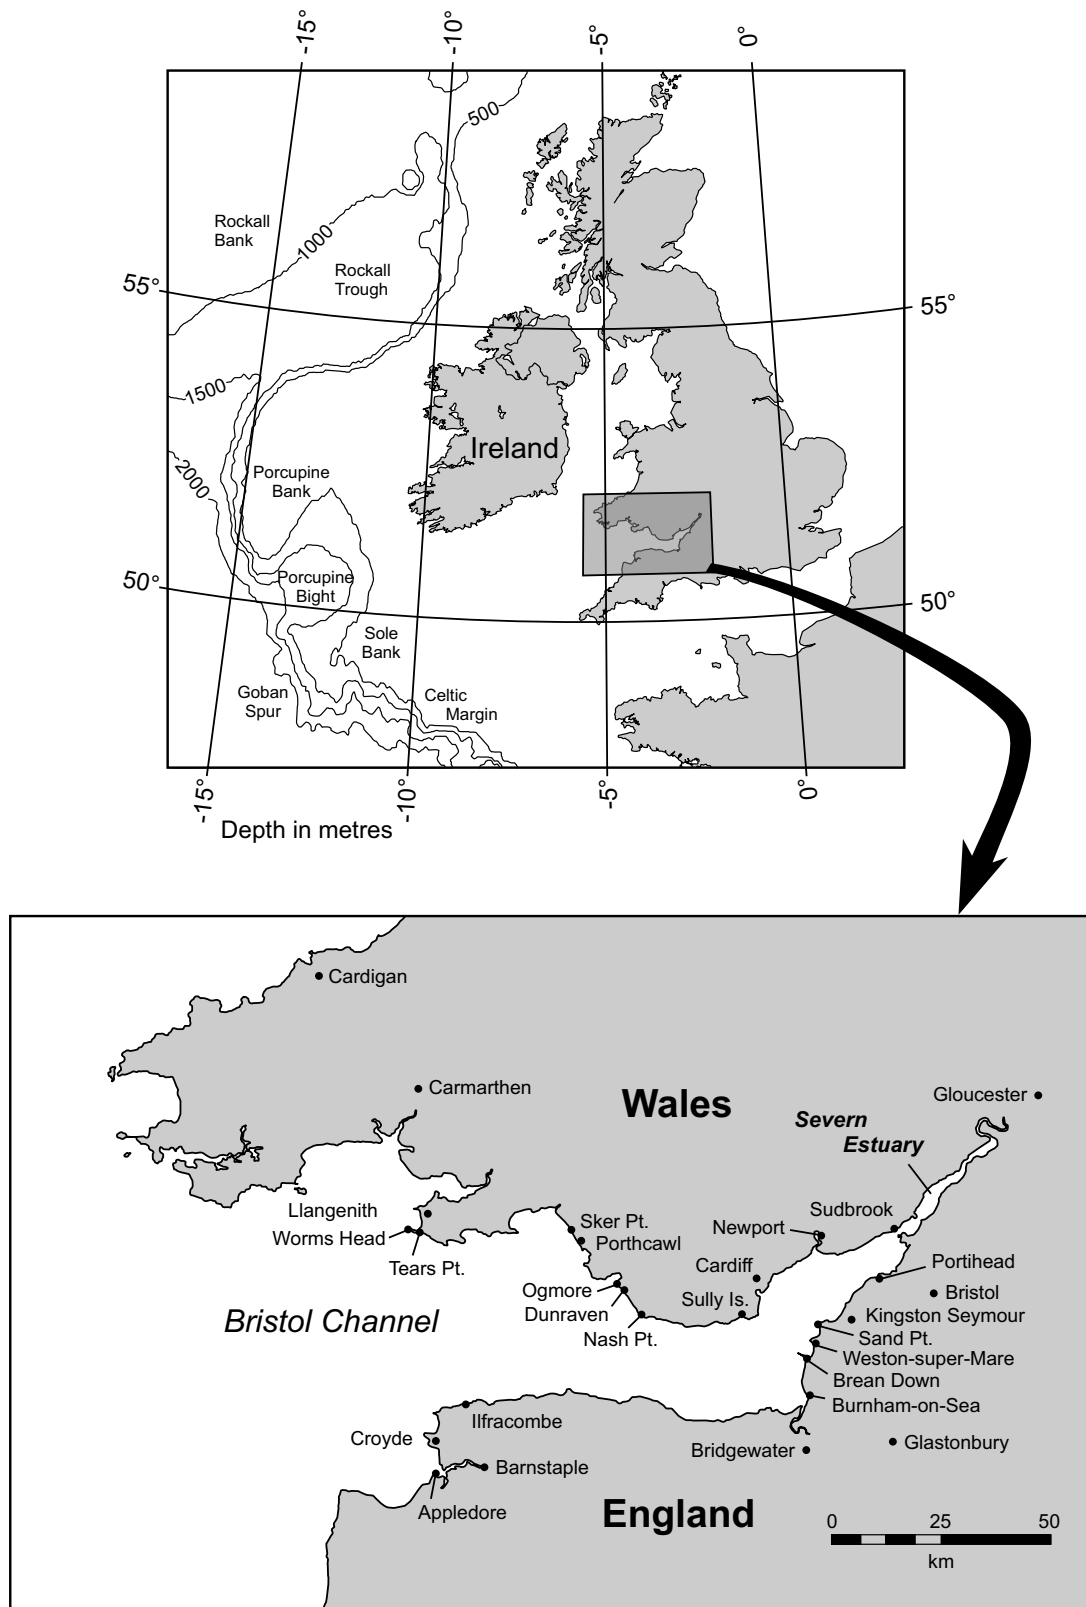 -15°
-10°
-5°
0°
500
Rockall
Bank
1000
Rockall
Trough
55°
55°
1500
Ireland
2000
Porcupine
Bank
50°
Porcupine
Bight
50°
Sole
Bank
Goban
Spur
Celtic
Margin
-15°
-10°
-5°
0°
Depth in metres
Cardigan
Carmarthen
Wales
Gloucester
Severn
Estuary
Llangenith
Worms Head
Tears Pt.
Sker Pt.
Porthcawl
Newport
Sudbrook
Cardiff
Portihead
Ogmore
Dunraven
Sully Is.
Bristol
Bristol Channel
Nash Pt.
Kingston Seymour
Sand Pt.
Weston-super-Mare
Brean Down
Burnham-on-Sea
Ilfracombe
Croyde
Bridgewater
Glastonbury
Barnstaple
Appledore
England
0
25
50
km